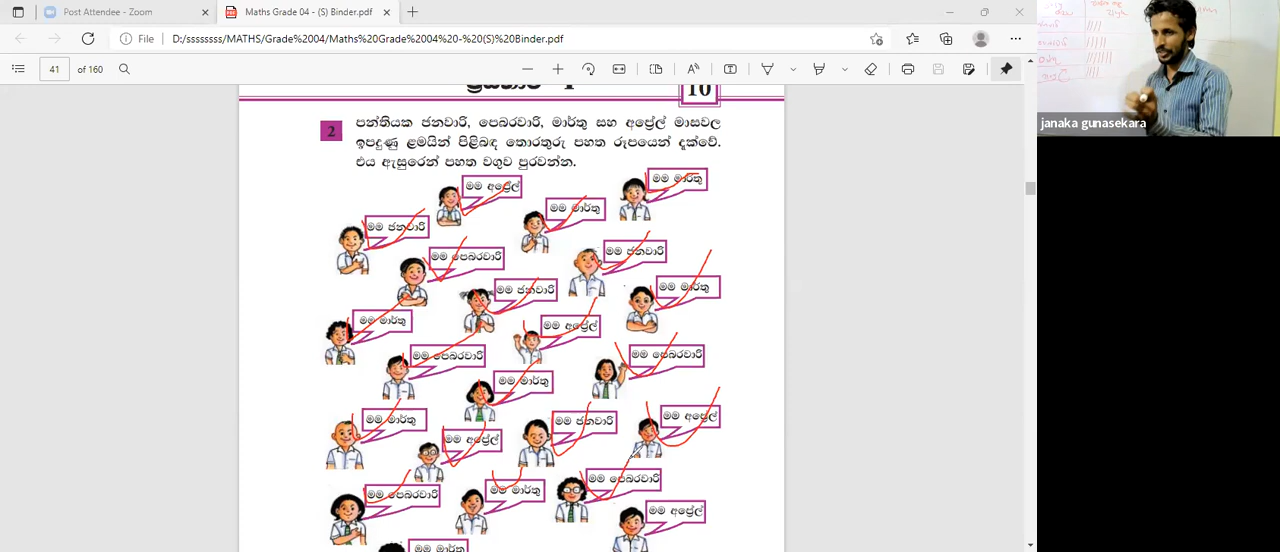 Post Attendee - Zoom
Maths Grade 04 - (S) Binder.pdf
File
D:/ssssssss/MATHS/Grade%2004/Maths%20Grade%2004%20-%20(S)%20Binder.pdf
41 of 160
janaka gunasekara
10
2
පන්තියක ජනවාරි, පෙබරවාරි, මාර්තු සහ අප්‍රේල් මාසවල
ඉපදුණු ළමයින් පිළිබඳ තොරතුරු පහත රූපයෙන් දැක්වේ.
එය ඇසුරෙන් පහත වගුව පුරවන්න.
මම අප්‍රේල්
මම මාර්තු
මම මාර්තු
මම ජනවාරි
මම පෙබරවාරි
මම ජනවාරි
මම ජනවාරි
මම මාර්තු
මම මාර්තු
මම අප්‍රේල්
මම පෙබරවාරි
මම පෙබරවාරි
මම මාර්තු
මම මාර්තු
මම ජනවාරි
මම අප්‍රේල්
මම අප්‍රේල්
මම පෙබරවාරි
මම මාර්තු
මම පෙබරවාරි
මම අප්‍රේල්
මම මාර්තු